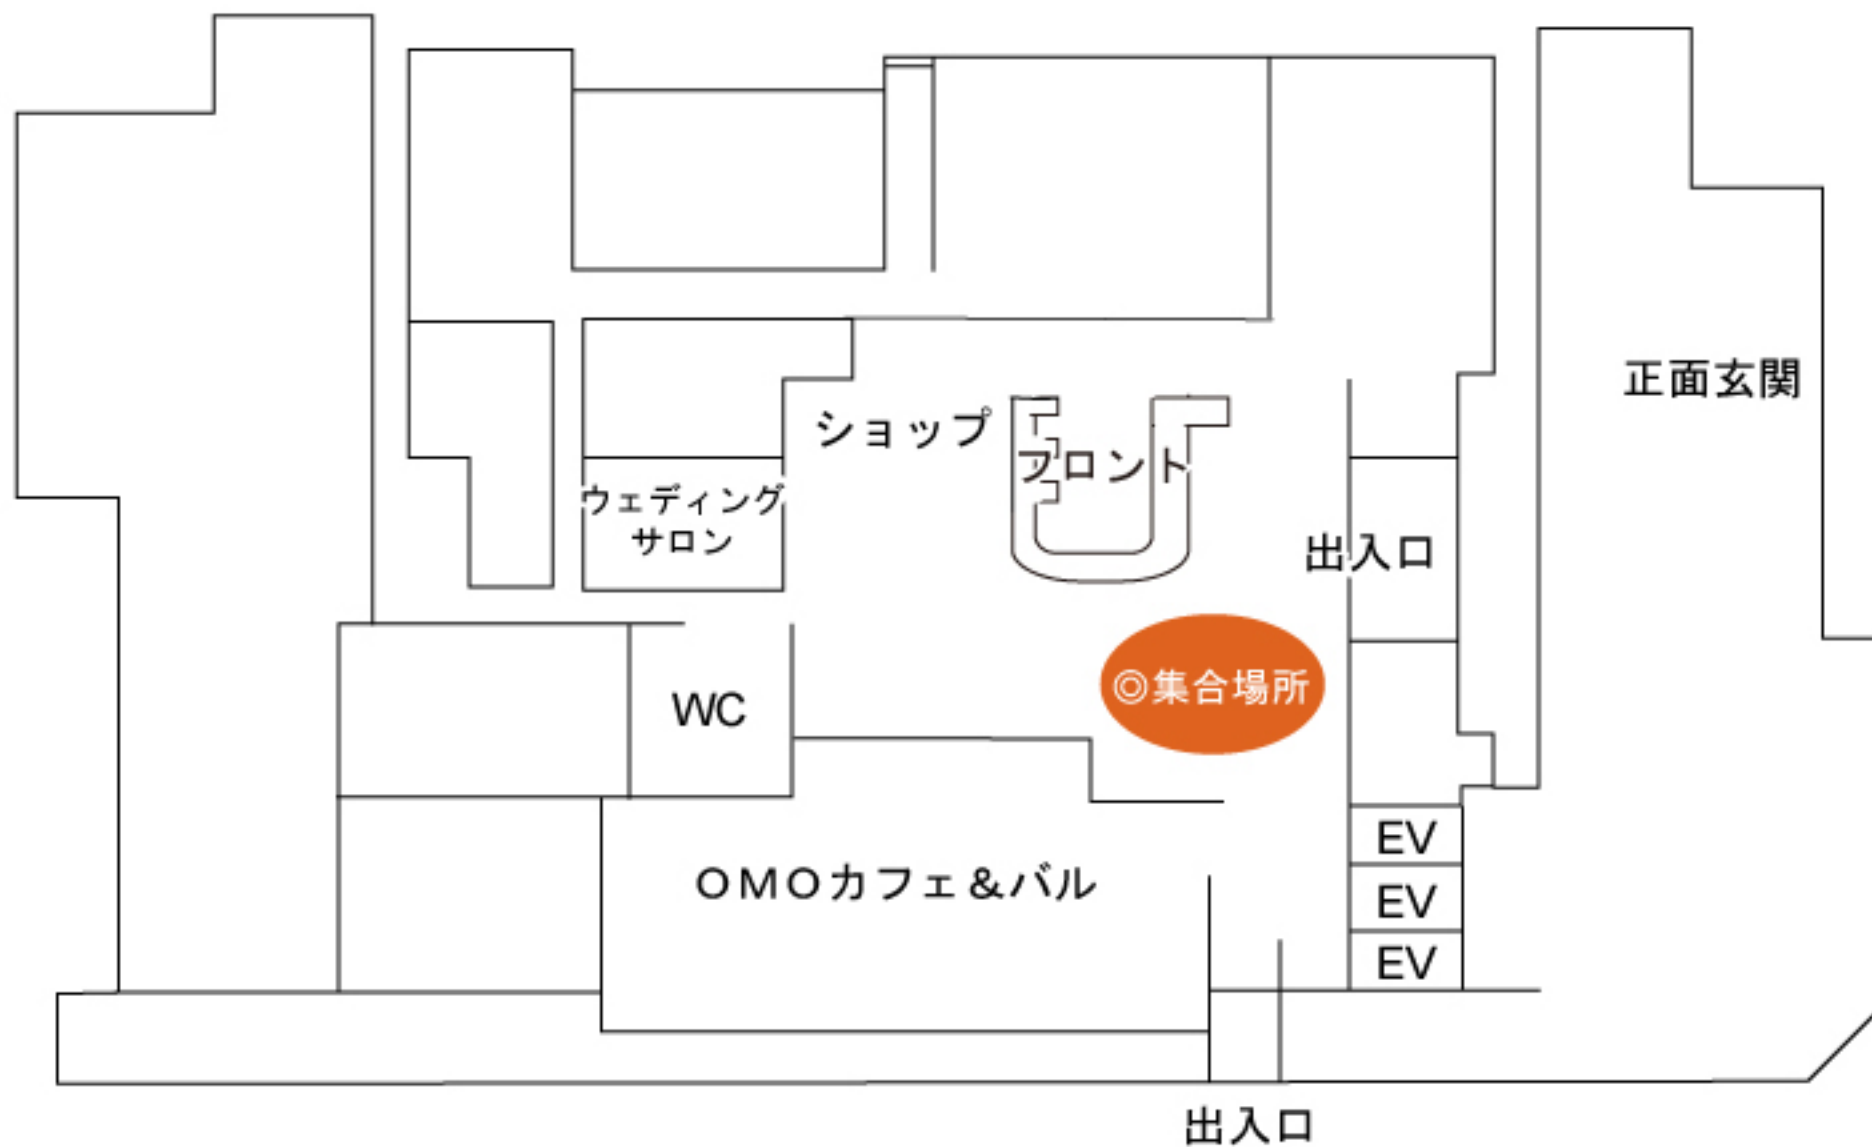 正面玄関
ショップ
フロント
ウェディング
サロン
出入口
◎集合場所
WC
EV
OMOカフェ&バル
EV
EV
出入口